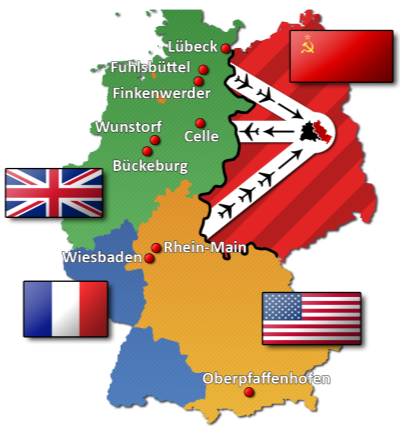 Lübeck
Fuhlsbüttel
Finkenwerder
Wunstorf
Celle
Bückeburg
Rhein-Main
Wiesbaden
Oberpfaffenhofen